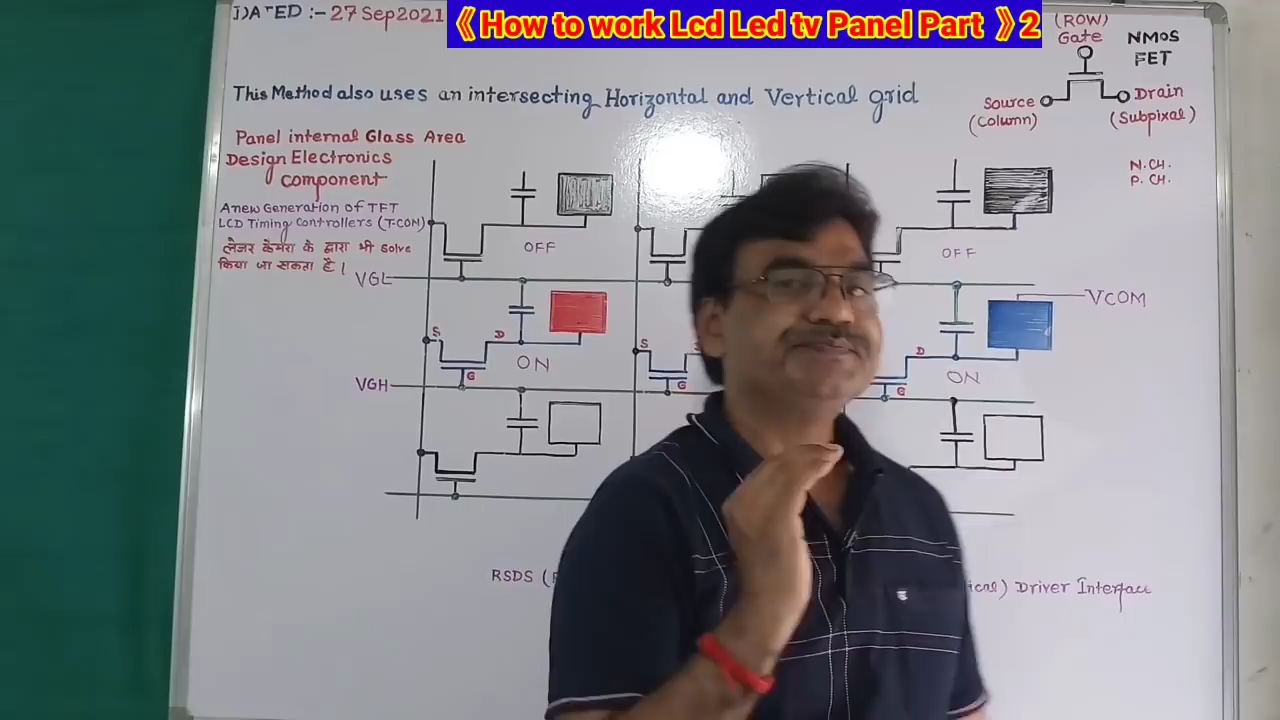 DATED :- 27 Sep 2021
《 How to work Lcd Led tv Panel Part 》2
(ROW)
Gate
NMOS
FET
This Method also uses an intersecting Horizontal and Vertical grid
Source
(Column)
Drain
(Subpixal)
Panel internal Glass Area
Design Electronics
component
N.CH.
P.CH.
A new Generation of TFT
LCD Timing Controllers (T-CON)
लेजर कैमरा के द्वारा भी Solve
किया जा सकता है।
OFF
OFF
VGL
VCOM
S
D
S
D
ON
ON
G
G
G
VGH
RSDS (
ical) Driver Interface